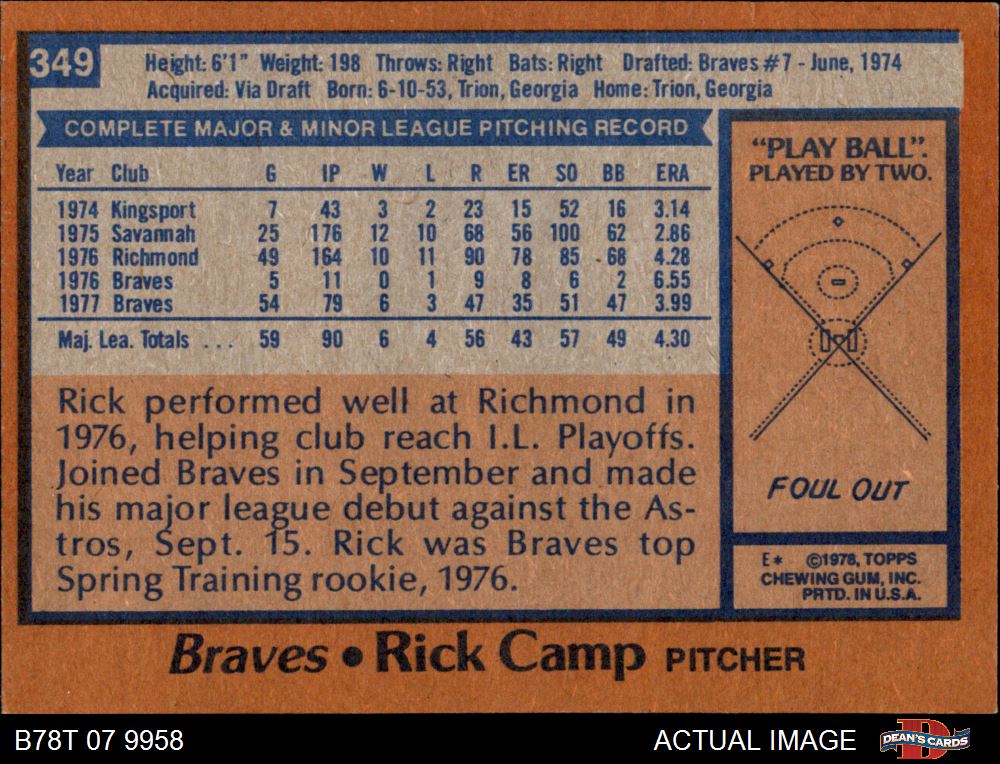 349
Height: 6'1" Weight: 198 Throws: Right Bats: Right Drafted: Braves #7 - June, 1974
Acquired: Via Draft Born: 6-10-53, Trion, Georgia Home: Trion, Georgia
COMPLETE MAJOR & MINOR LEAGUE PITCHING RECORD
Year Club G IP W L R ER SO BB ERA
1974 Kingsport 7 43 3 2 23 15 52 16 3.14
1975 Savannah 25 176 12 10 68 56 100 62 2.86
1976 Richmond 49 164 10 11 90 78 85 68 4.28
1976 Braves 5 11 0 1 9 8 6 2 6.55
1977 Braves 54 79 6 3 47 35 51 47 3.99
Maj. Lea. Totals ... 59 90 6 4 56 43 57 49 4.30
Rick performed well at Richmond in
1976, helping club reach I.L. Playoffs.
Joined Braves in September and made
his major league debut against the As-
tros, Sept. 15. Rick was Braves top
Spring Training rookie, 1976.
"PLAY BALL".
PLAYED BY TWO.
FOUL OUT
E* ©1978, TOPPS
CHEWING GUM, INC.
PRTD. IN U.S.A.
Braves • Rick Camp PITCHER
B78T 07 9958
ACTUAL IMAGE
D
DEAN'S CARDS